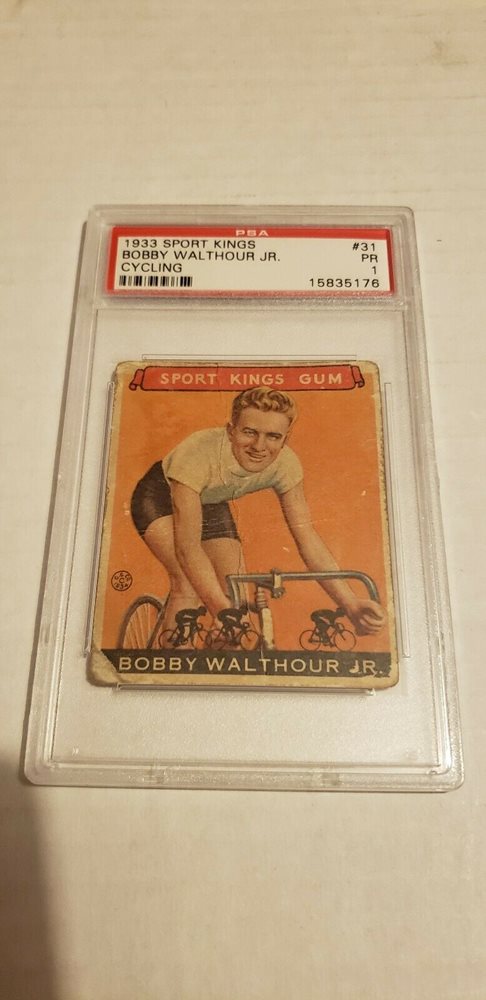 PSA
1933 SPORT KINGS #31
BOBBY WALTHOUR JR. PR
CYCLING 1
15835176
SPORT KINGS GUM
BOBBY WALTHOUR JR.